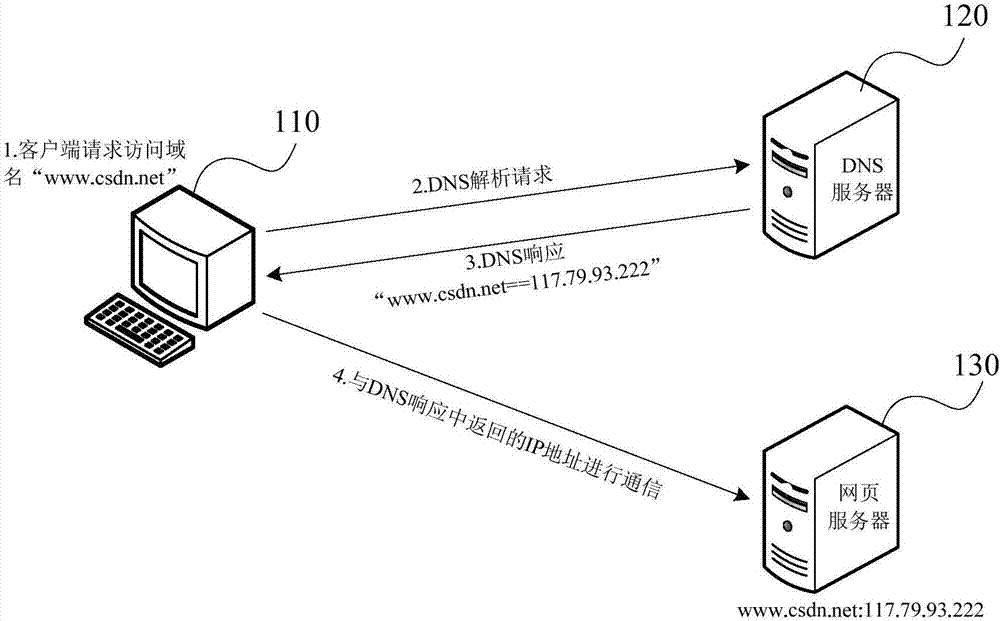 120
110
1.客户端请求访问域
名“www.csdn.net”
2.DNS解析请求
DNS
服务器
3.DNS响应
“www.csdn.net==117.79.93.222”
4.与DNS响应中返回的IP地址进行通信
130
网页
服务器
www.csdn.net:117.79.93.222